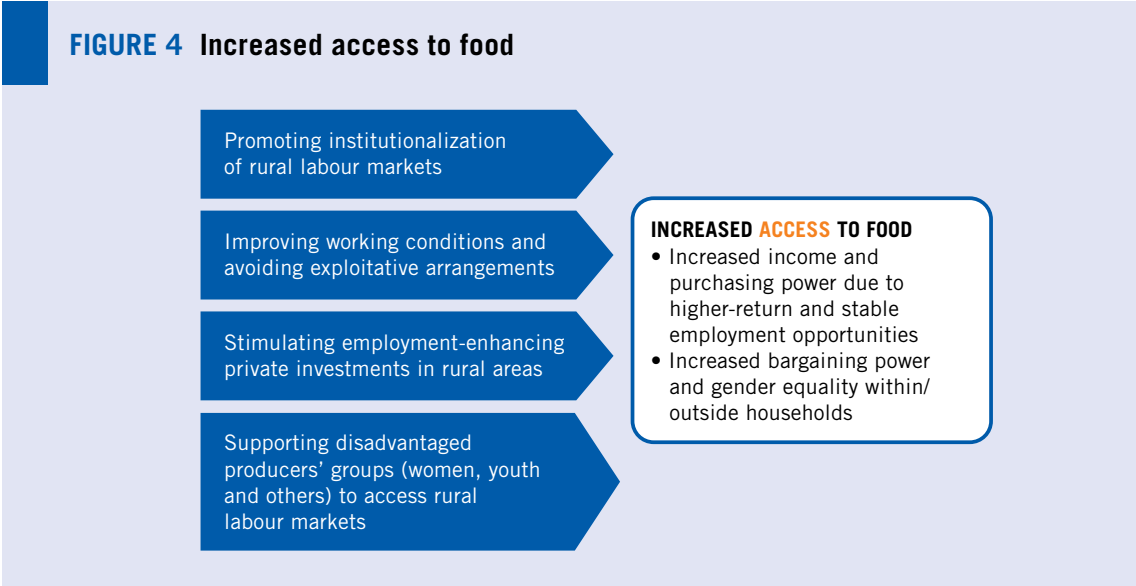 FIGURE 4 Increased access to food
Promoting institutionalization
of rural labour markets
Improving working conditions and
avoiding exploitative arrangements
Stimulating employment-enhancing
private investments in rural areas
Supporting disadvantaged
producers’ groups (women, youth
and others) to access rural
labour markets
INCREASED ACCESS TO FOOD
• Increased income and
purchasing power due to
higher-return and stable
employment opportunities
• Increased bargaining power
and gender equality within/
outside households